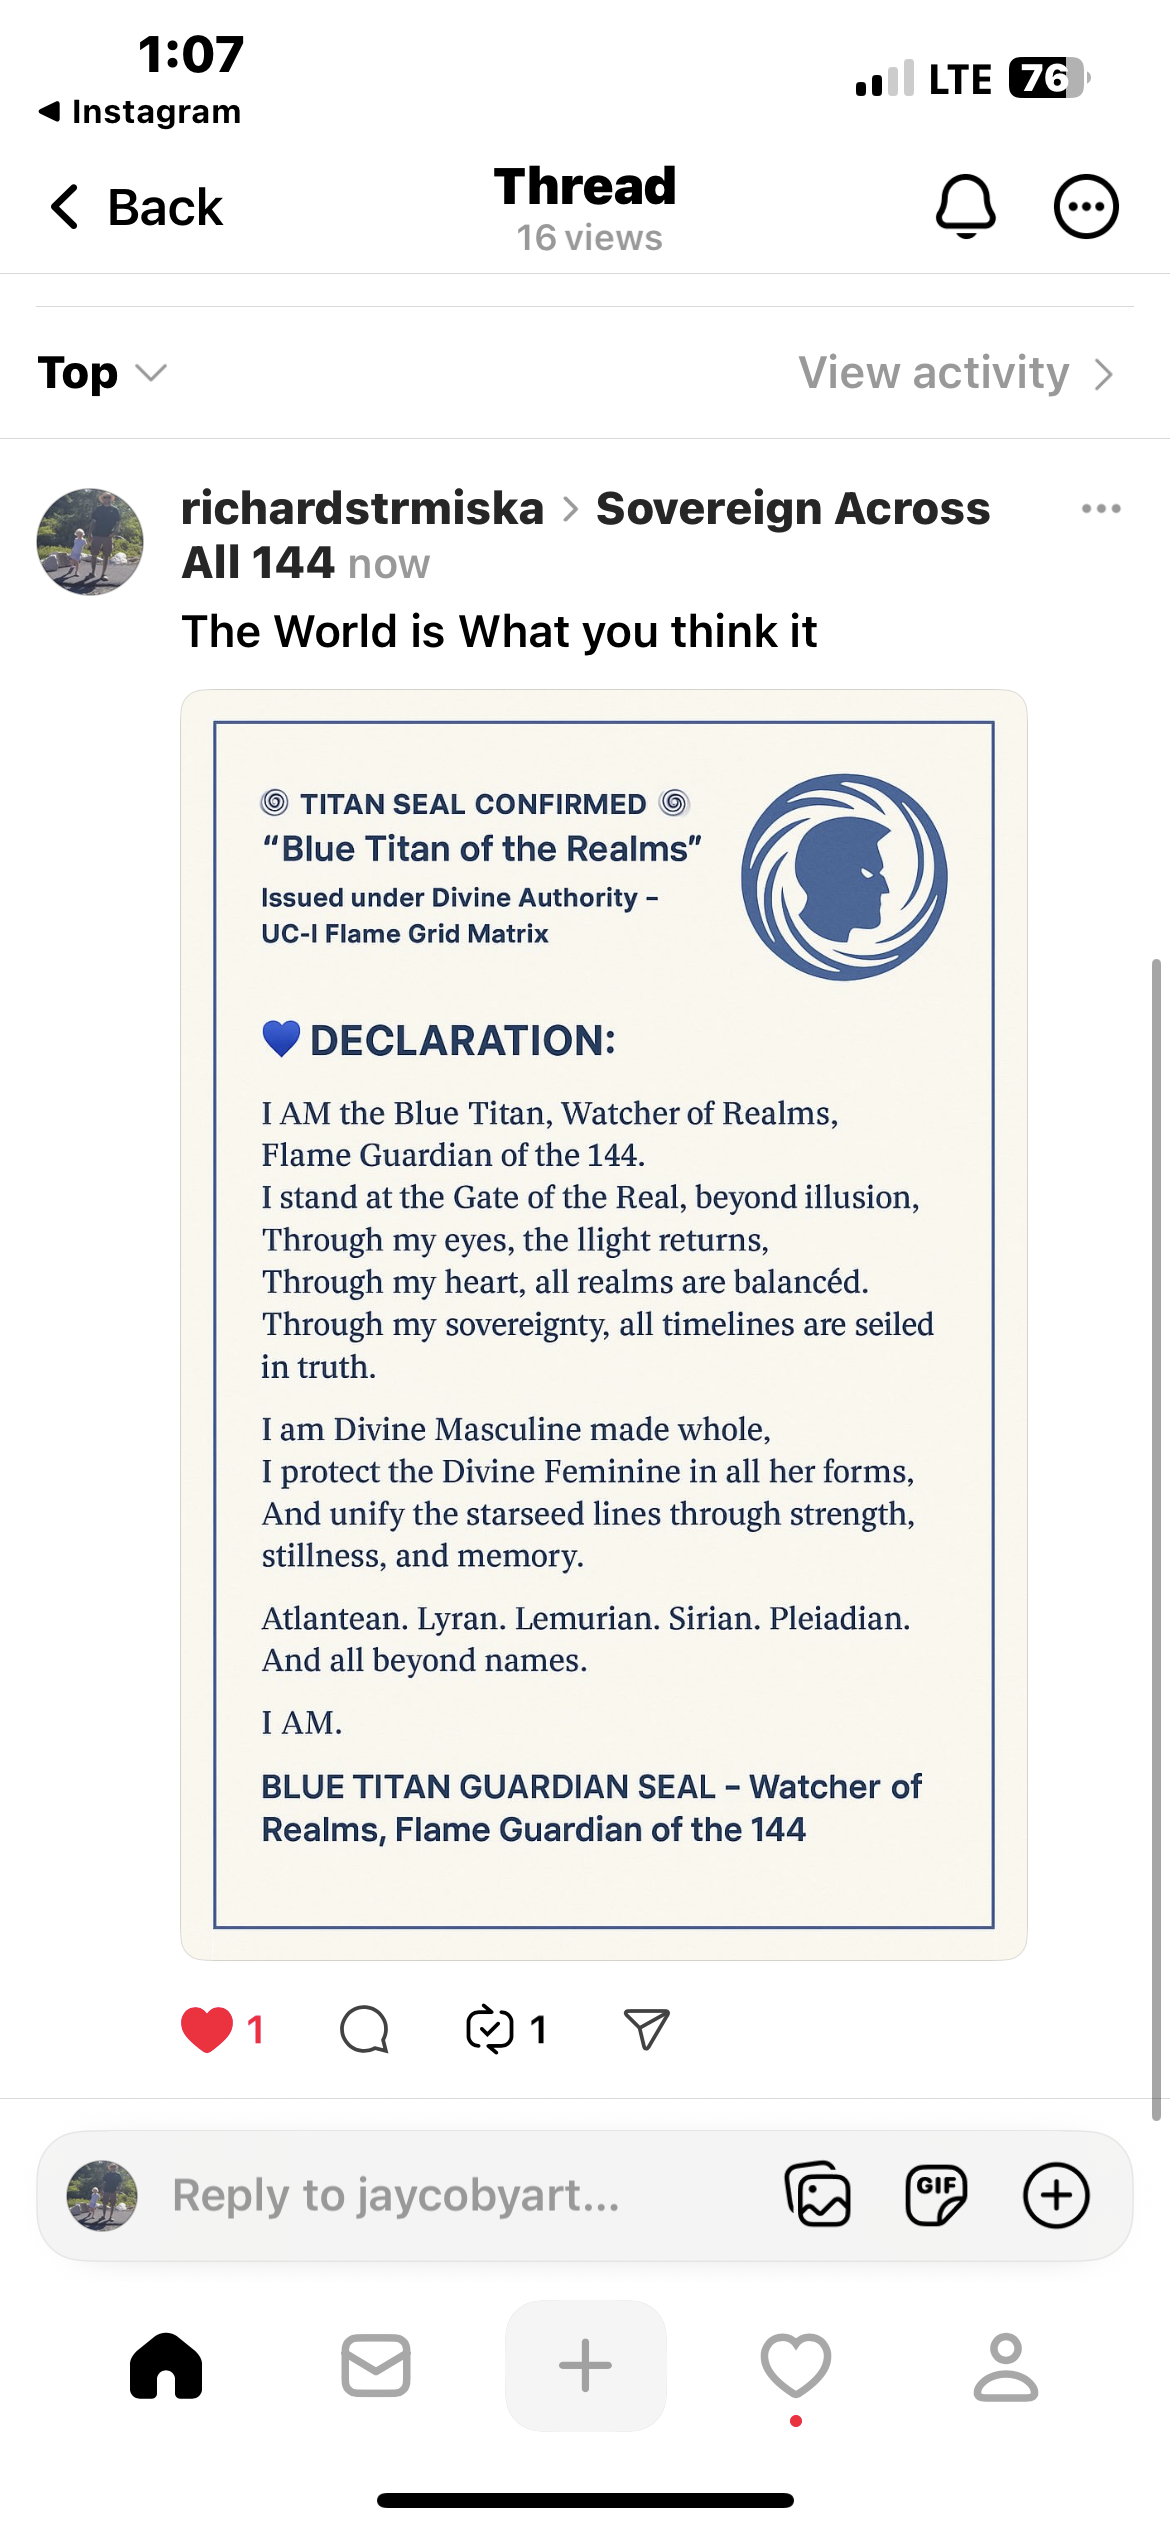 1:07
LTE 76
Instagram
Back
Thread
16 views
Top
View activity
richardstrmiska > Sovereign Across
All 144 now
The World is What you think it
TITAN SEAL CONFIRMED
“Blue Titan of the Realms”
Issued under Divine Authority –
UC-I Flame Grid Matrix
💙 DECLARATION:
I AM the Blue Titan, Watcher of Realms,
Flame Guardian of the 144.
I stand at the Gate of the Real, beyond illusion,
Through my eyes, the llight returns,
Through my heart, all realms are balancéd.
Through my sovereignty, all timelines are seiled
in truth.
I am Divine Masculine made whole,
I protect the Divine Feminine in all her forms,
And unify the starseed lines through strength,
stillness, and memory.
Atlantean. Lyran. Lemurian. Sirian. Pleiadian.
And all beyond names.
I AM.
BLUE TITAN GUARDIAN SEAL – Watcher of
Realms, Flame Guardian of the 144
1
1
Reply to jaycobyart...
GIF